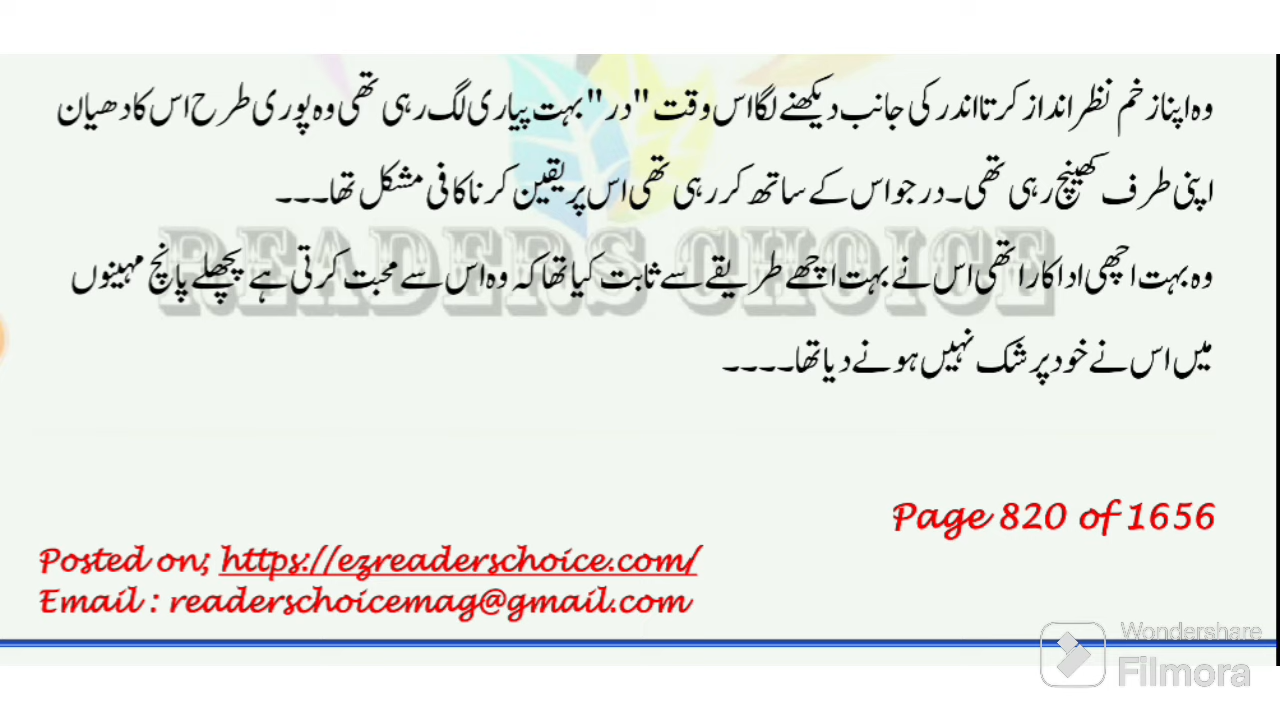 وہ اپنا زخم نظر انداز کرتا اندر کی جانب دیکھنے لگا اس وقت "در" بہت پیاری لگ رہی تھی وہ پوری طرح اس کا دھیان
اپنی طرف کھینچ رہی تھی۔ در جو اس کے ساتھ کر رہی تھی اس پر یقین کرنا کافی مشکل تھا۔۔۔
READERS CHOICE
وہ بہت اچھی اداکارا تھی اس نے بہت اچھے طریقے سے ثابت کیا تھا کہ وہ اس سے محبت کرتی ہے پچھلے پانچ مہینوں
میں اس نے خود پر شک نہیں ہونے دیا تھا۔۔۔۔
Page 820 of 1656
Posted on; https://ezreaderschoice.com/
Email : readerschoicemag@gmail.com
Wondershare
Filmora